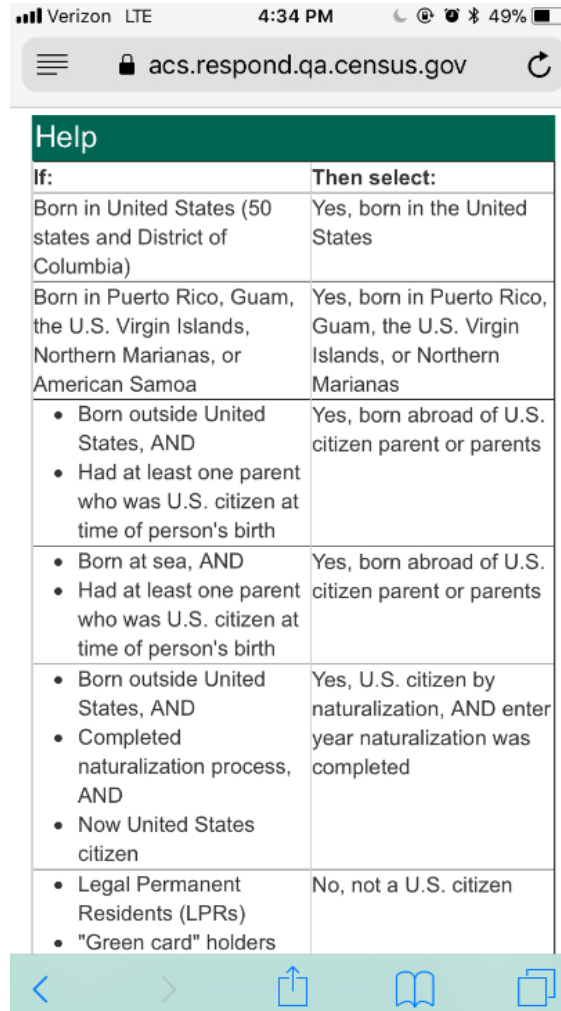 Verizon LTE 4:34 PM 49%
acs.respond.qa.census.gov
Help
If: Then select:
Born in United States (50 Yes, born in the United
states and District of States
Columbia)
Born in Puerto Rico, Guam, Yes, born in Puerto Rico,
the U.S. Virgin Islands, Guam, the U.S. Virgin
Northern Marianas, or Islands, or Northern
American Samoa Marianas
• Born outside United Yes, born abroad of U.S.
States, AND citizen parent or parents
• Had at least one parent
who was U.S. citizen at
time of person's birth
• Born at sea, AND Yes, born abroad of U.S.
• Had at least one parent citizen parent or parents
who was U.S. citizen at
time of person's birth
• Born outside United Yes, U.S. citizen by
States, AND naturalization, AND enter
• Completed year naturalization was
naturalization process, completed
AND
• Now United States
citizen
• Legal Permanent No, not a U.S. citizen
Residents (LPRs)
• "Green card" holders